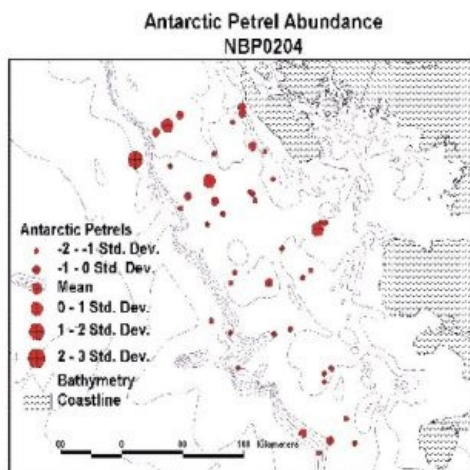 Antarctic Petrel Abundance
NBP0204
Antarctic Petrels
-2 - -1 Std. Dev.
-1 - 0 Std. Dev.
Mean
0 - 1 Std. Dev.
1 - 2 Std. Dev.
2 - 3 Std. Dev.
Bathymetry
Coastline
0
Kilometers